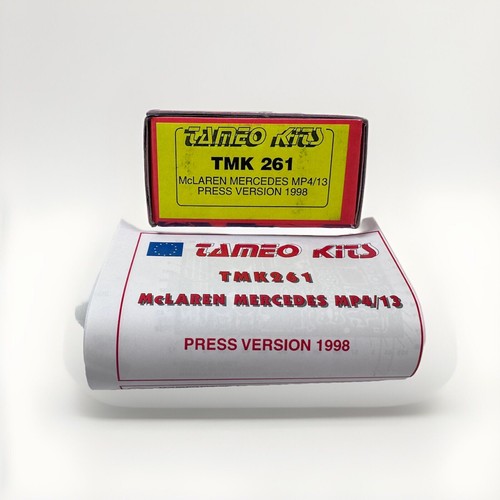 TAMEO KITS
TMK 261
McLAREN MERCEDES MP4/13
PRESS VERSION 1998
TAMEO KITS
TMK261
McLAREN MERCEDES MP4/13
PRESS VERSION 1998